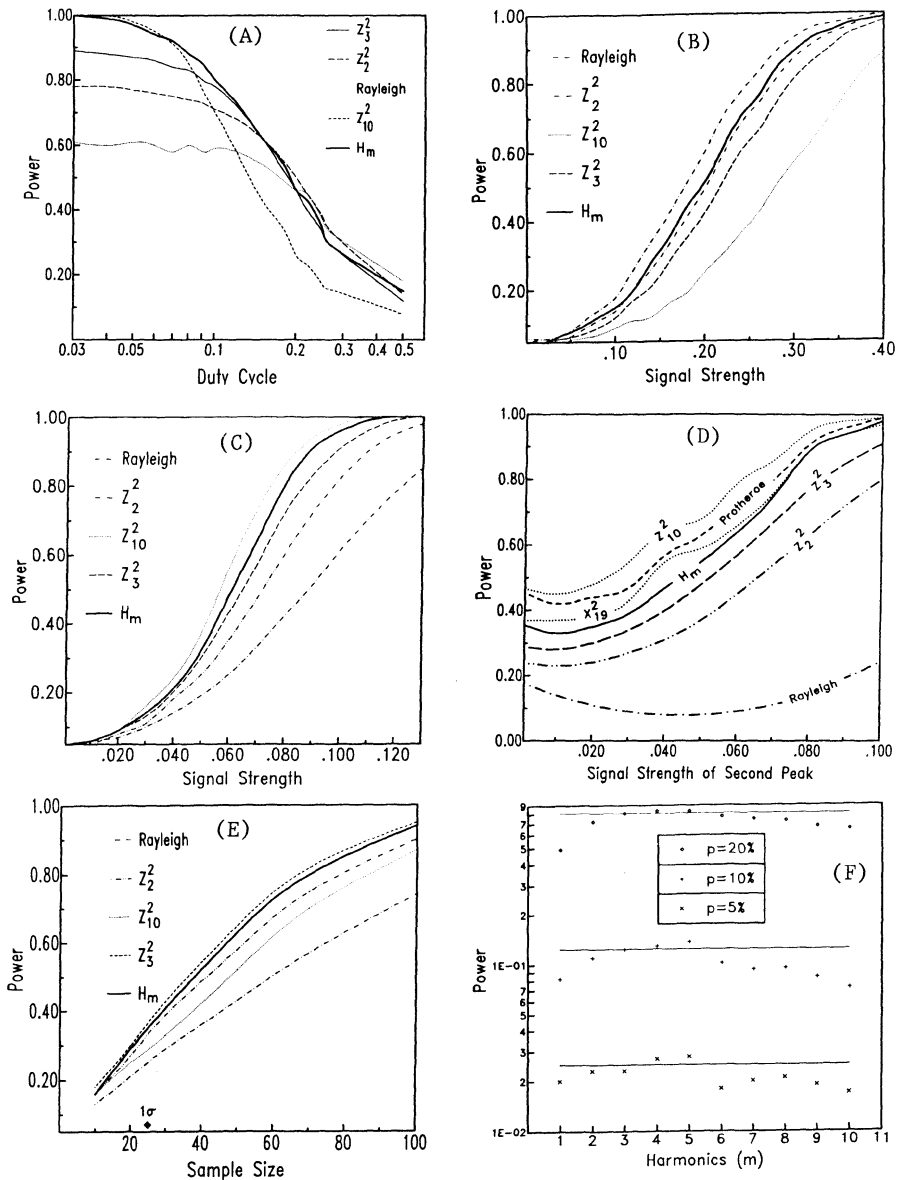 (A)
1.00
0.80
0.60
0.40
0.20
Power
0.03
0.05
0.1
0.2
0.3
0.4
0.5
Duty Cycle
Z²₃
Z²₂
Rayleigh
Z²₁₀
Hₘ
(B)
1.00
0.80
0.60
0.40
0.20
Power
.10
.20
.30
.40
Signal Strength
Rayleigh
Z²₂
Z²₁₀
Z²₃
Hₘ
(C)
1.00
0.80
0.60
0.40
0.20
Power
.020
.040
.060
.080
.100
.120
Signal Strength
Rayleigh
Z²₂
Z²₁₀
Z²₃
Hₘ
(D)
1.00
0.80
0.60
0.40
0.20
0.00
Power
.020
.040
.060
.080
.100
Signal Strength of Second Peak
Z²₁₀
Protheroe
Z²₃
Hₘ
Z²₂
X²₁₉
Rayleigh
(E)
1.00
0.80
0.60
0.40
0.20
Power
1σ
20
40
60
80
100
Sample Size
Rayleigh
Z²₂
Z²₁₀
Z²₃
Hₘ
(F)
9
8
7
6
5
4
3
2
1E-01
9
8
7
6
5
4
3
2
1E-02
Power
p=20%
p=10%
p=5%
1 2 3 4 5 6 7 8 9 10 11
Harmonics (m)